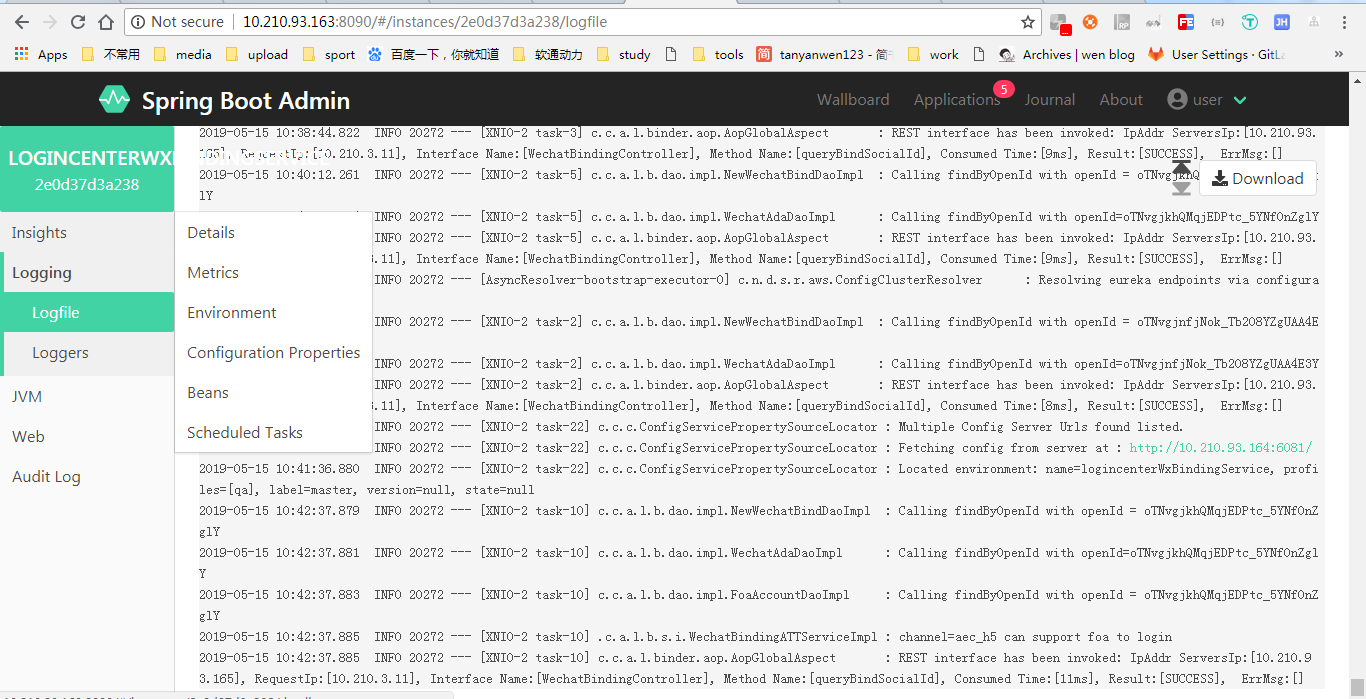 Not secure | 10.210.93.163:8090/#/instances/2e0d37d3a238/logfile
Apps 不常用 media upload sport 百度一下，你就知道 软通动力 study tools tanyanwen123 - 简 work Archives | wen blog User Settings · GitLa »
Spring Boot Admin Wallboard Applications 5 Journal About user
LOGINCENTERWX
2e0d37d3a238
Insights
Logging
Logfile
Loggers
JVM
Web
Audit Log
Details
Metrics
Environment
Configuration Properties
Beans
Scheduled Tasks
Download
2019-05-15 10:38:44.822 INFO 20272 --- [XNIO-2 task-3] c.c.a.l.binder.aop.AopGlobalAspect : REST interface has been invoked: IpAddr ServersIp:[10.210.93.
165], RequestIp:[10.210.3.11], Interface Name:[WechatBindingController], Method Name:[queryBindSocialId], Consumed Time:[9ms], Result:[SUCCESS], ErrMsg:[]
2019-05-15 10:40:12.261 INFO 20272 --- [XNIO-2 task-5] c.c.a.l.b.dao.impl.NewWechatBindDaoImpl : Calling findByOpenId with openId =
lY
INFO 20272 --- [XNIO-2 task-5] c.c.a.l.b.dao.impl.WechatAdaDaoImpl : Calling findByOpenId with openId=oTNvgjkhQMqjEDPtc_5YNfOnZglY
INFO 20272 --- [XNIO-2 task-5] c.c.a.l.binder.aop.AopGlobalAspect : REST interface has been invoked: IpAddr ServersIp:[10.210.93.
3.11], Interface Name:[WechatBindingController], Method Name:[queryBindSocialId], Consumed Time:[9ms], Result:[SUCCESS], ErrMsg:[]
INFO 20272 --- [AsyncResolver-bootstrap-executor-0] c.n.d.s.r.aws.ConfigClusterResolver : Resolving eureka endpoints via configura
INFO 20272 --- [XNIO-2 task-2] c.c.a.l.b.dao.impl.NewWechatBindDaoImpl : Calling findByOpenId with openId = oTNvgjnfjNok_Tb208YZgUAA4E
INFO 20272 --- [XNIO-2 task-2] c.c.a.l.b.dao.impl.WechatAdaDaoImpl : Calling findByOpenId with openId=oTNvgjnfjNok_Tb208YZgUAA4E3Y
INFO 20272 --- [XNIO-2 task-2] c.c.a.l.binder.aop.AopGlobalAspect : REST interface has been invoked: IpAddr ServersIp:[10.210.93.
3.11], Interface Name:[WechatBindingController], Method Name:[queryBindSocialId], Consumed Time:[8ms], Result:[SUCCESS], ErrMsg:[]
INFO 20272 --- [XNIO-2 task-22] c.c.c.ConfigServicePropertySourceLocator : Multiple Config Server Urls found listed.
INFO 20272 --- [XNIO-2 task-22] c.c.c.ConfigServicePropertySourceLocator : Fetching config from server at : http://10.210.93.164:6081/
2019-05-15 10:41:36.880 INFO 20272 --- [XNIO-2 task-22] c.c.c.ConfigServicePropertySourceLocator : Located environment: name=logincenterWxBindingService, profi
les=[qa], label=master, version=null, state=null
2019-05-15 10:42:37.879 INFO 20272 --- [XNIO-2 task-10] c.c.a.l.b.dao.impl.NewWechatBindDaoImpl : Calling findByOpenId with openId = oTNvgjkhQMqjEDPtc_5YNfOnZ
glY
2019-05-15 10:42:37.881 INFO 20272 --- [XNIO-2 task-10] c.c.a.l.b.dao.impl.WechatAdaDaoImpl : Calling findByOpenId with openId=oTNvgjkhQMqjEDPtc_5YNfOnZgl
Y
2019-05-15 10:42:37.883 INFO 20272 --- [XNIO-2 task-10] c.c.a.l.b.dao.impl.FoaAccountDaoImpl : Calling findByOpenId with openId = oTNvgjkhQMqjEDPtc_5YNfOnZ
glY
2019-05-15 10:42:37.885 INFO 20272 --- [XNIO-2 task-10] .c.a.l.b.s.i.WechatBindingATTServiceImpl : channel=aec_h5 can support foa to login
2019-05-15 10:42:37.885 INFO 20272 --- [XNIO-2 task-10] c.c.a.l.binder.aop.AopGlobalAspect : REST interface has been invoked: IpAddr ServersIp:[10.210.9
3.165], RequestIp:[10.210.3.11], Interface Name:[WechatBindingController], Method Name:[queryBindSocialId], Consumed Time:[11ms], Result:[SUCCESS], ErrMsg:[]